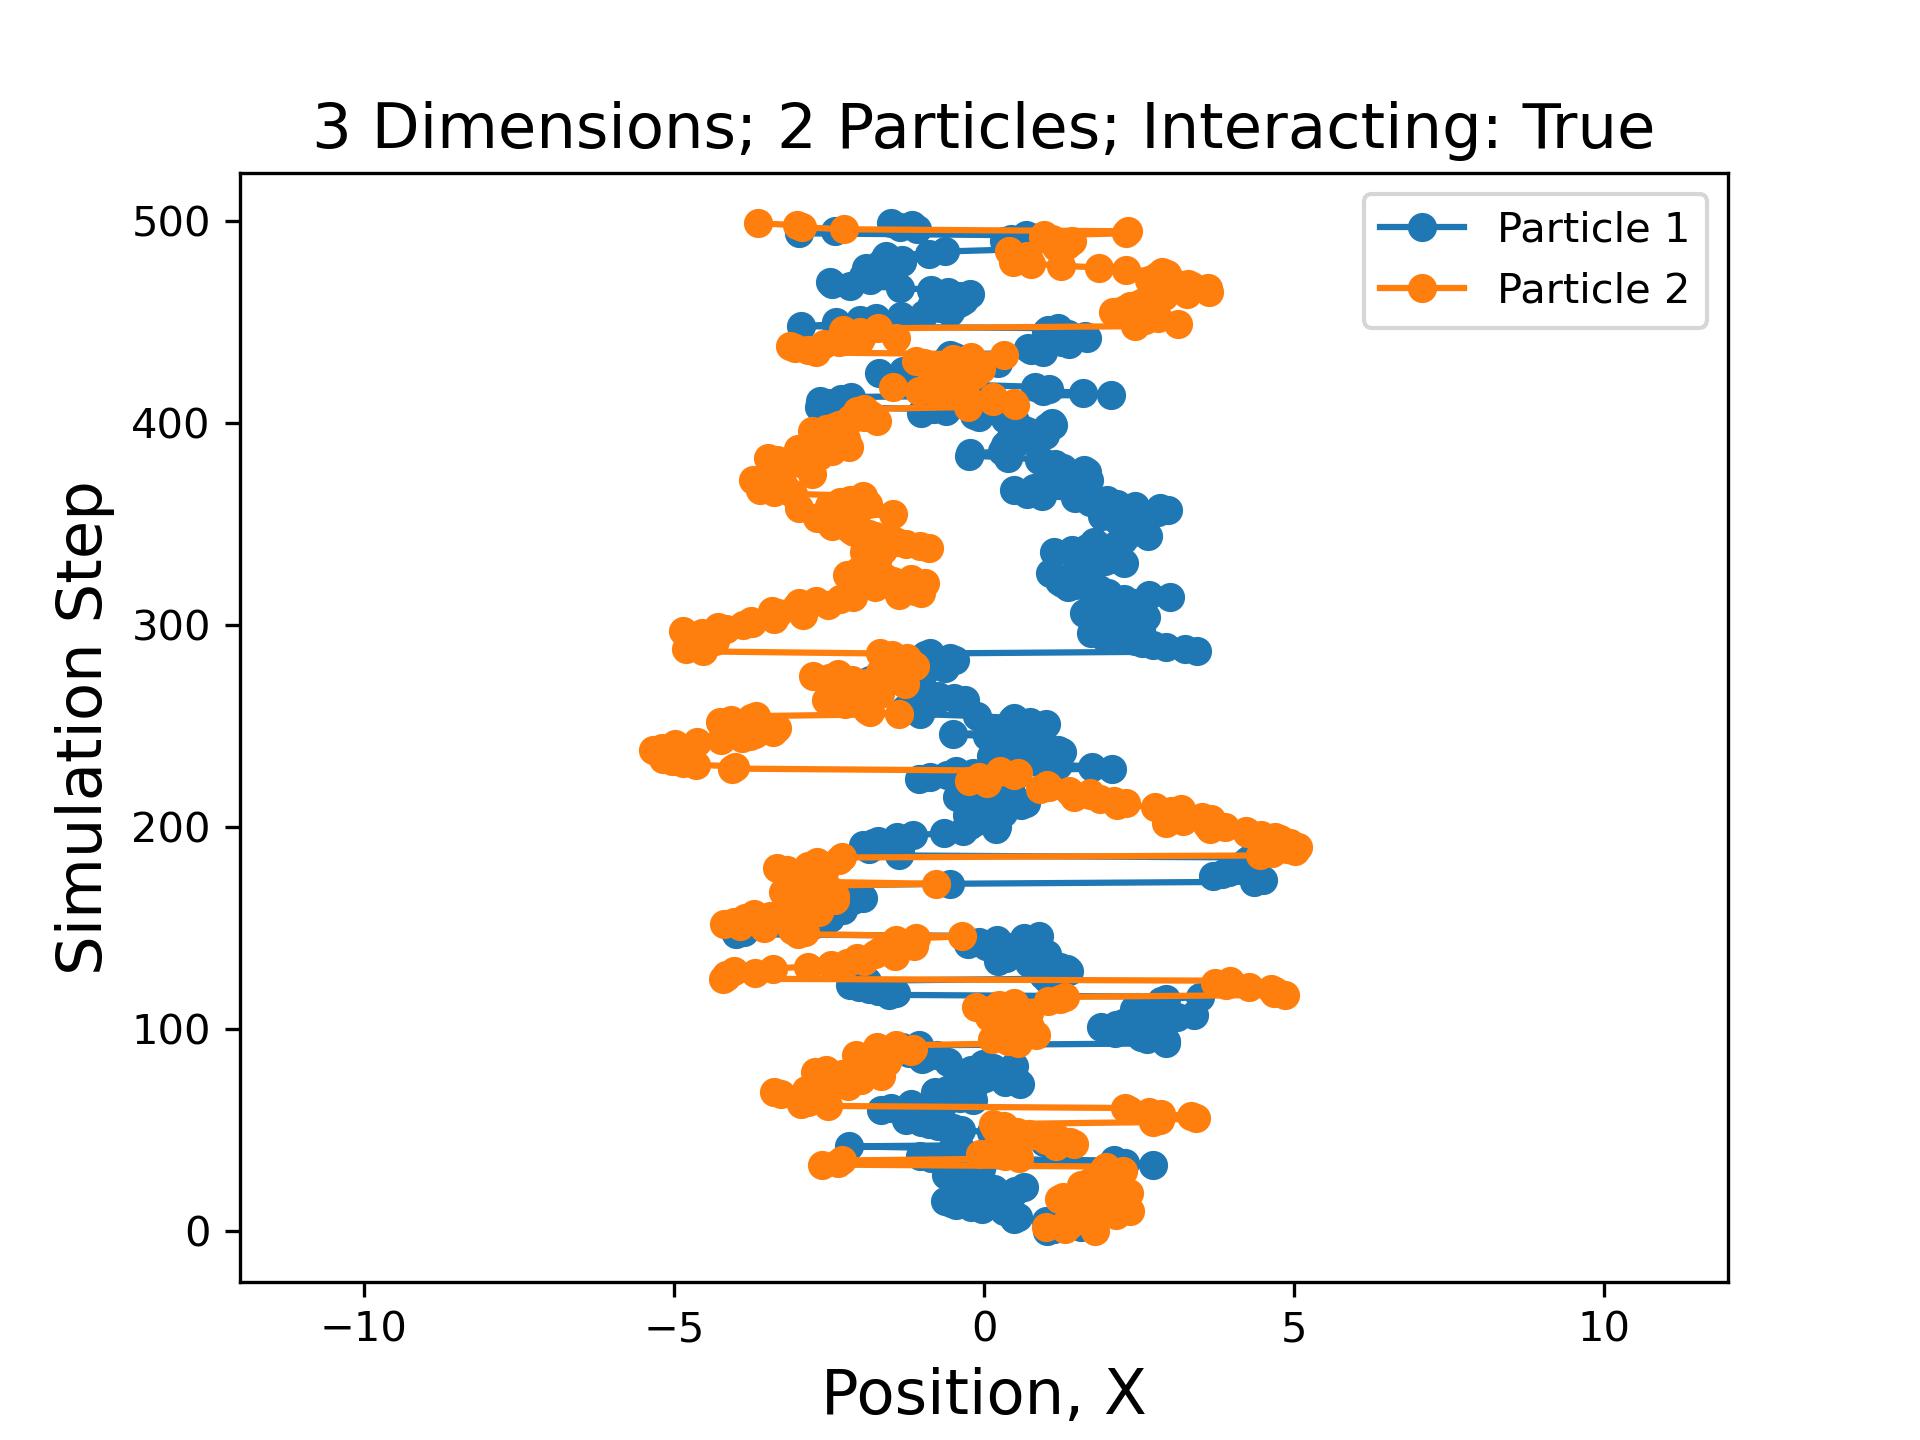 3 Dimensions; 2 Particles; Interacting: True
Particle 1
Particle 2
Simulation Step
500
400
300
200
100
0
−10
−5
0
5
10
Position, X